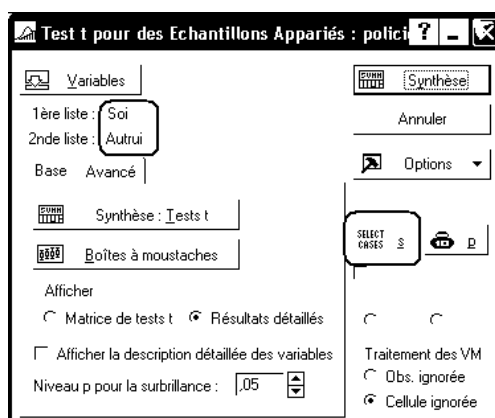 Test t pour des Echantillons Appariés : polici
? _ X
Variables
1ère liste : Soi
2nde liste : Autrui
Base Avancé
SUMM Synthèse : Tests t
Boîtes à moustaches
Afficher
Matrice de tests t Résultats détaillés
Afficher la description détaillée des variables
Niveau p pour la surbrillance : ,05
SUMM Synthèse
Annuler
Options
SELECT CASES S D
Traitement des VM
Obs. ignorée
Cellule ignorée